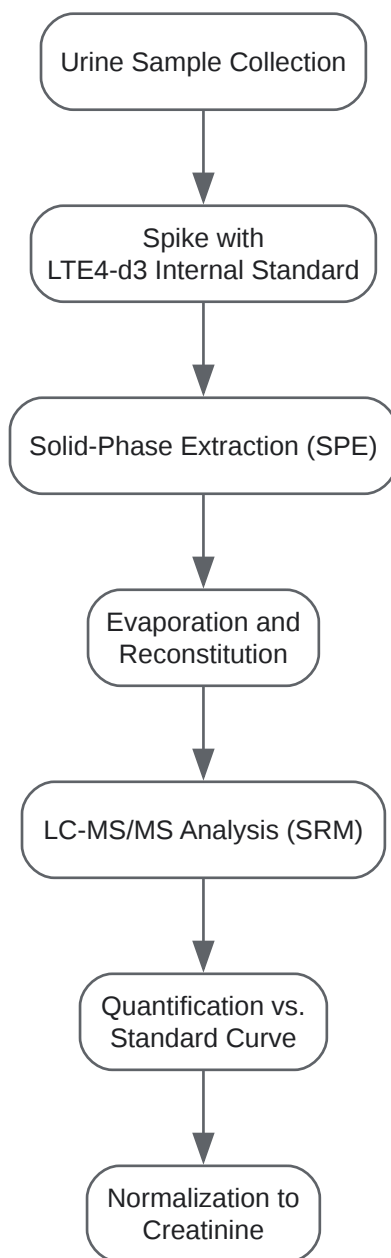 Urine Sample Collection
Spike with
LTE4-d3 Internal Standard
Solid-Phase Extraction (SPE)
Evaporation and
Reconstitution
LC-MS/MS Analysis (SRM)
Quantification vs.
Standard Curve
Normalization to
Creatinine